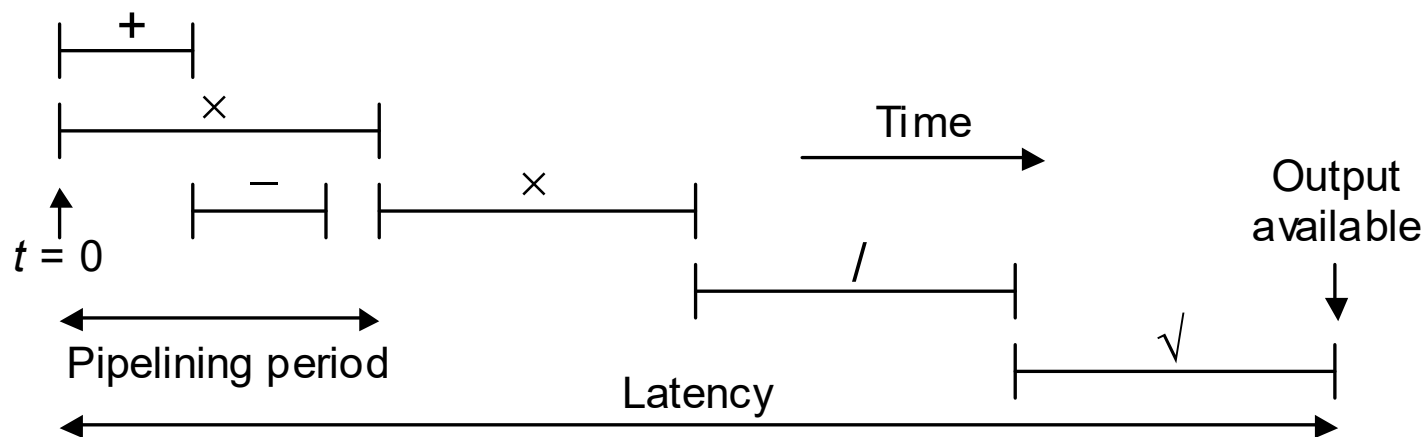 +
×
Time
−
×
Output
available
t = 0
/
Pipelining period
√
Latency